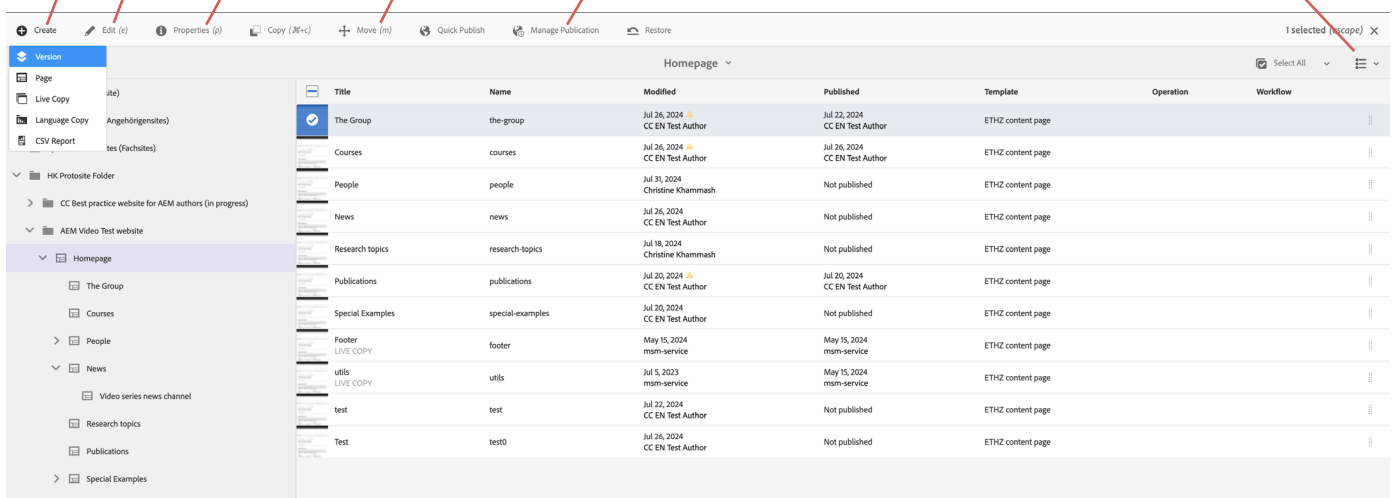 Create Edit (e) Properties (p) Copy (⌘+c) Move (m) Quick Publish Manage Publication Restore 1 selected (escape)
Version
Homepage Select All
Page
Live Copy
Language Copy
CSV Report
ite)
Angehörigensites)
tes (Fachsites)
HK Protosite Folder
CC Best practice website for AEM authors (in progress)
AEM Video Test website
Homepage
The Group
Courses
People
News
Video series news channel
Research topics
Publications
Special Examples
Title Name Modified Published Template Operation Workflow
The Group the-group Jul 26, 2024 Jul 22, 2024 ETHZ content page
CC EN Test Author CC EN Test Author
Courses courses Jul 26, 2024 Jul 26, 2024 ETHZ content page
CC EN Test Author CC EN Test Author
People people Jul 31, 2024 Not published ETHZ content page
Christine Khammash
News news Jul 26, 2024 Not published ETHZ content page
CC EN Test Author
Research topics research-topics Jul 18, 2024 Not published ETHZ content page
Christine Khammash
Publications publications Jul 20, 2024 Jul 20, 2024 ETHZ content page
CC EN Test Author CC EN Test Author
Special Examples special-examples Jul 20, 2024 Not published ETHZ content page
CC EN Test Author
Footer footer May 15, 2024 May 15, 2024 ETHZ content page
LIVE COPY msm-service msm-service
utils utils Jul 5, 2023 May 15, 2024 ETHZ content page
LIVE COPY msm-service msm-service
test test Jul 22, 2024 Not published ETHZ content page
CC EN Test Author
Test test0 Jul 26, 2024 Not published ETHZ content page
CC EN Test Author